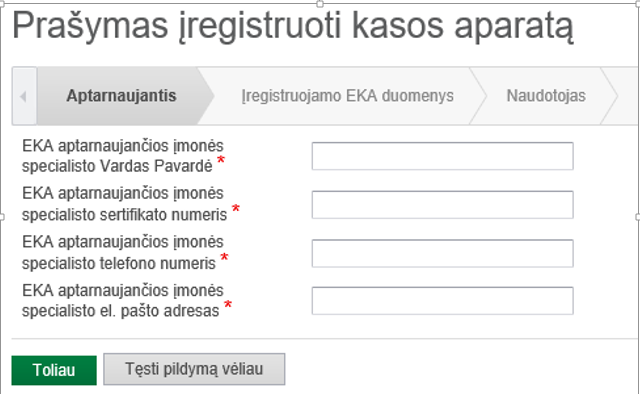 Prašymas įregistruoti kasos aparatą
Aptarnaujantis
Įregistruojamo EKA duomenys
Naudotojas
EKA aptarnaujančios įmonės
specialisto Vardas Pavardė *
EKA aptarnaujančios įmonės
specialisto sertifikato numeris *
EKA aptarnaujančios įmonės
specialisto telefono numeris *
EKA aptarnaujančios įmonės
specialisto el. pašto adresas *
Toliau
Tęsti pildymą vėliau